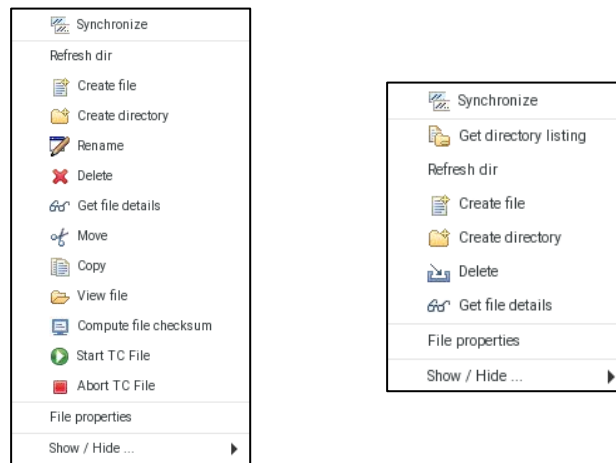 Synchronize
Refresh dir
Create file
Create directory
Rename
Delete
Get file details
Move
Copy
View file
Compute file checksum
Start TC File
Abort TC File
File properties
Show / Hide ...
Synchronize
Get directory listing
Refresh dir
Create file
Create directory
Delete
Get file details
File properties
Show / Hide ...